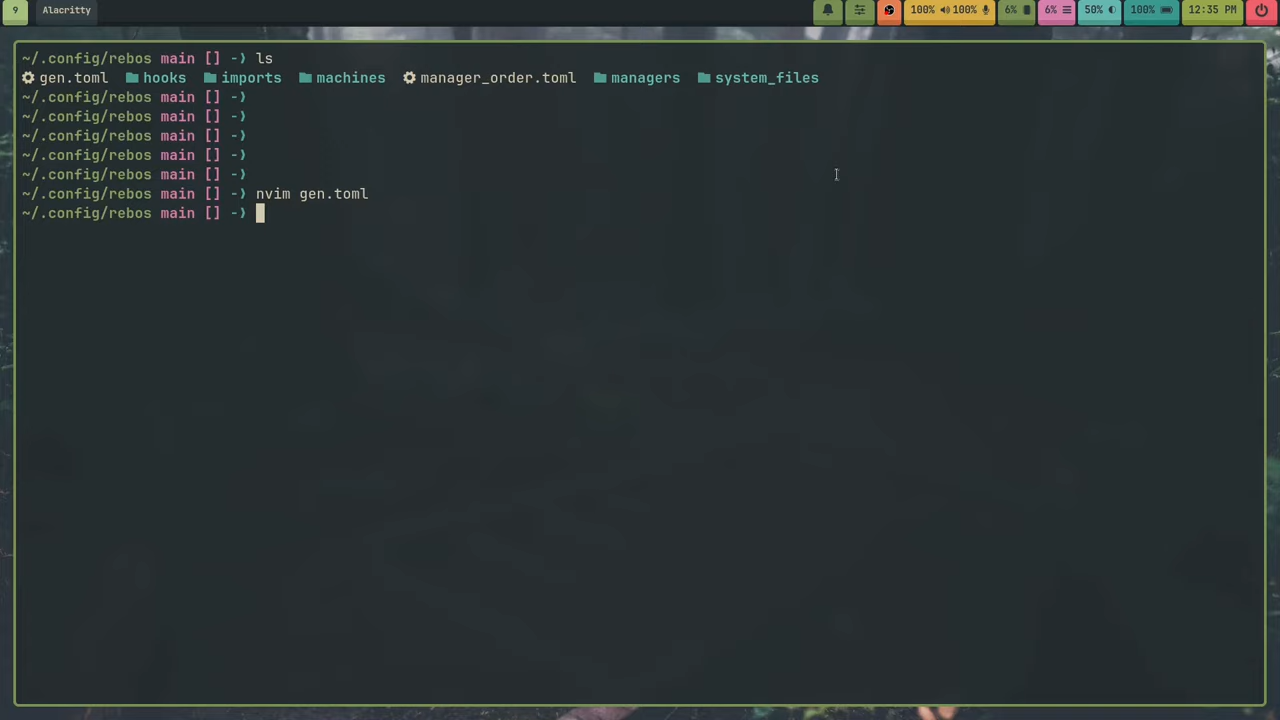 9 Alacritty 100% 100% 6% 6% 50% 100% 12:35 PM
~/.config/rebos main [] -> ls
gen.toml hooks imports machines manager_order.toml managers system_files
~/.config/rebos main [] -⟩
~/.config/rebos main [] -⟩
~/.config/rebos main [] -⟩
~/.config/rebos main [] -⟩
~/.config/rebos main [] -⟩
~/.config/rebos main [] -⟩ nvim gen.toml
~/.config/rebos main [] -⟩